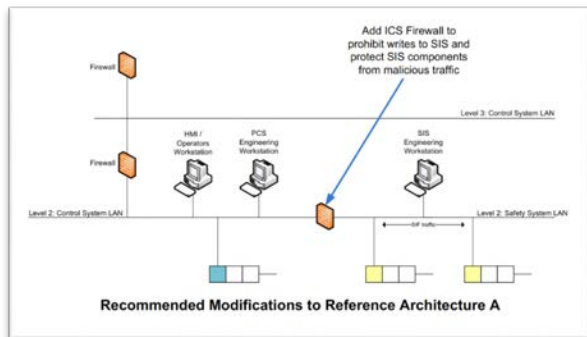 Add ICS Firewall to
prohibit writes to SIS and
protect SIS components
from malicious traffic
Firewall
Level 3: Control System LAN
HMI /
Operators
Workstation
PCS
Engineering
Workstation
SIS
Engineering
Workstation
Firewall
Level 2: Control System LAN
Level 2: Safety System LAN
SIF traffic
Recommended Modifications to Reference Architecture A